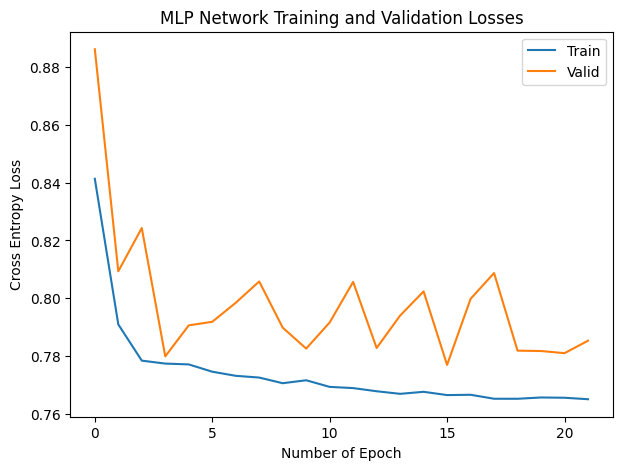 MLP Network Training and Validation Losses
Train
Valid
Cross Entropy Loss
0.88
0.86
0.84
0.82
0.80
0.78
0.76
0
5
10
15
20
Number of Epoch